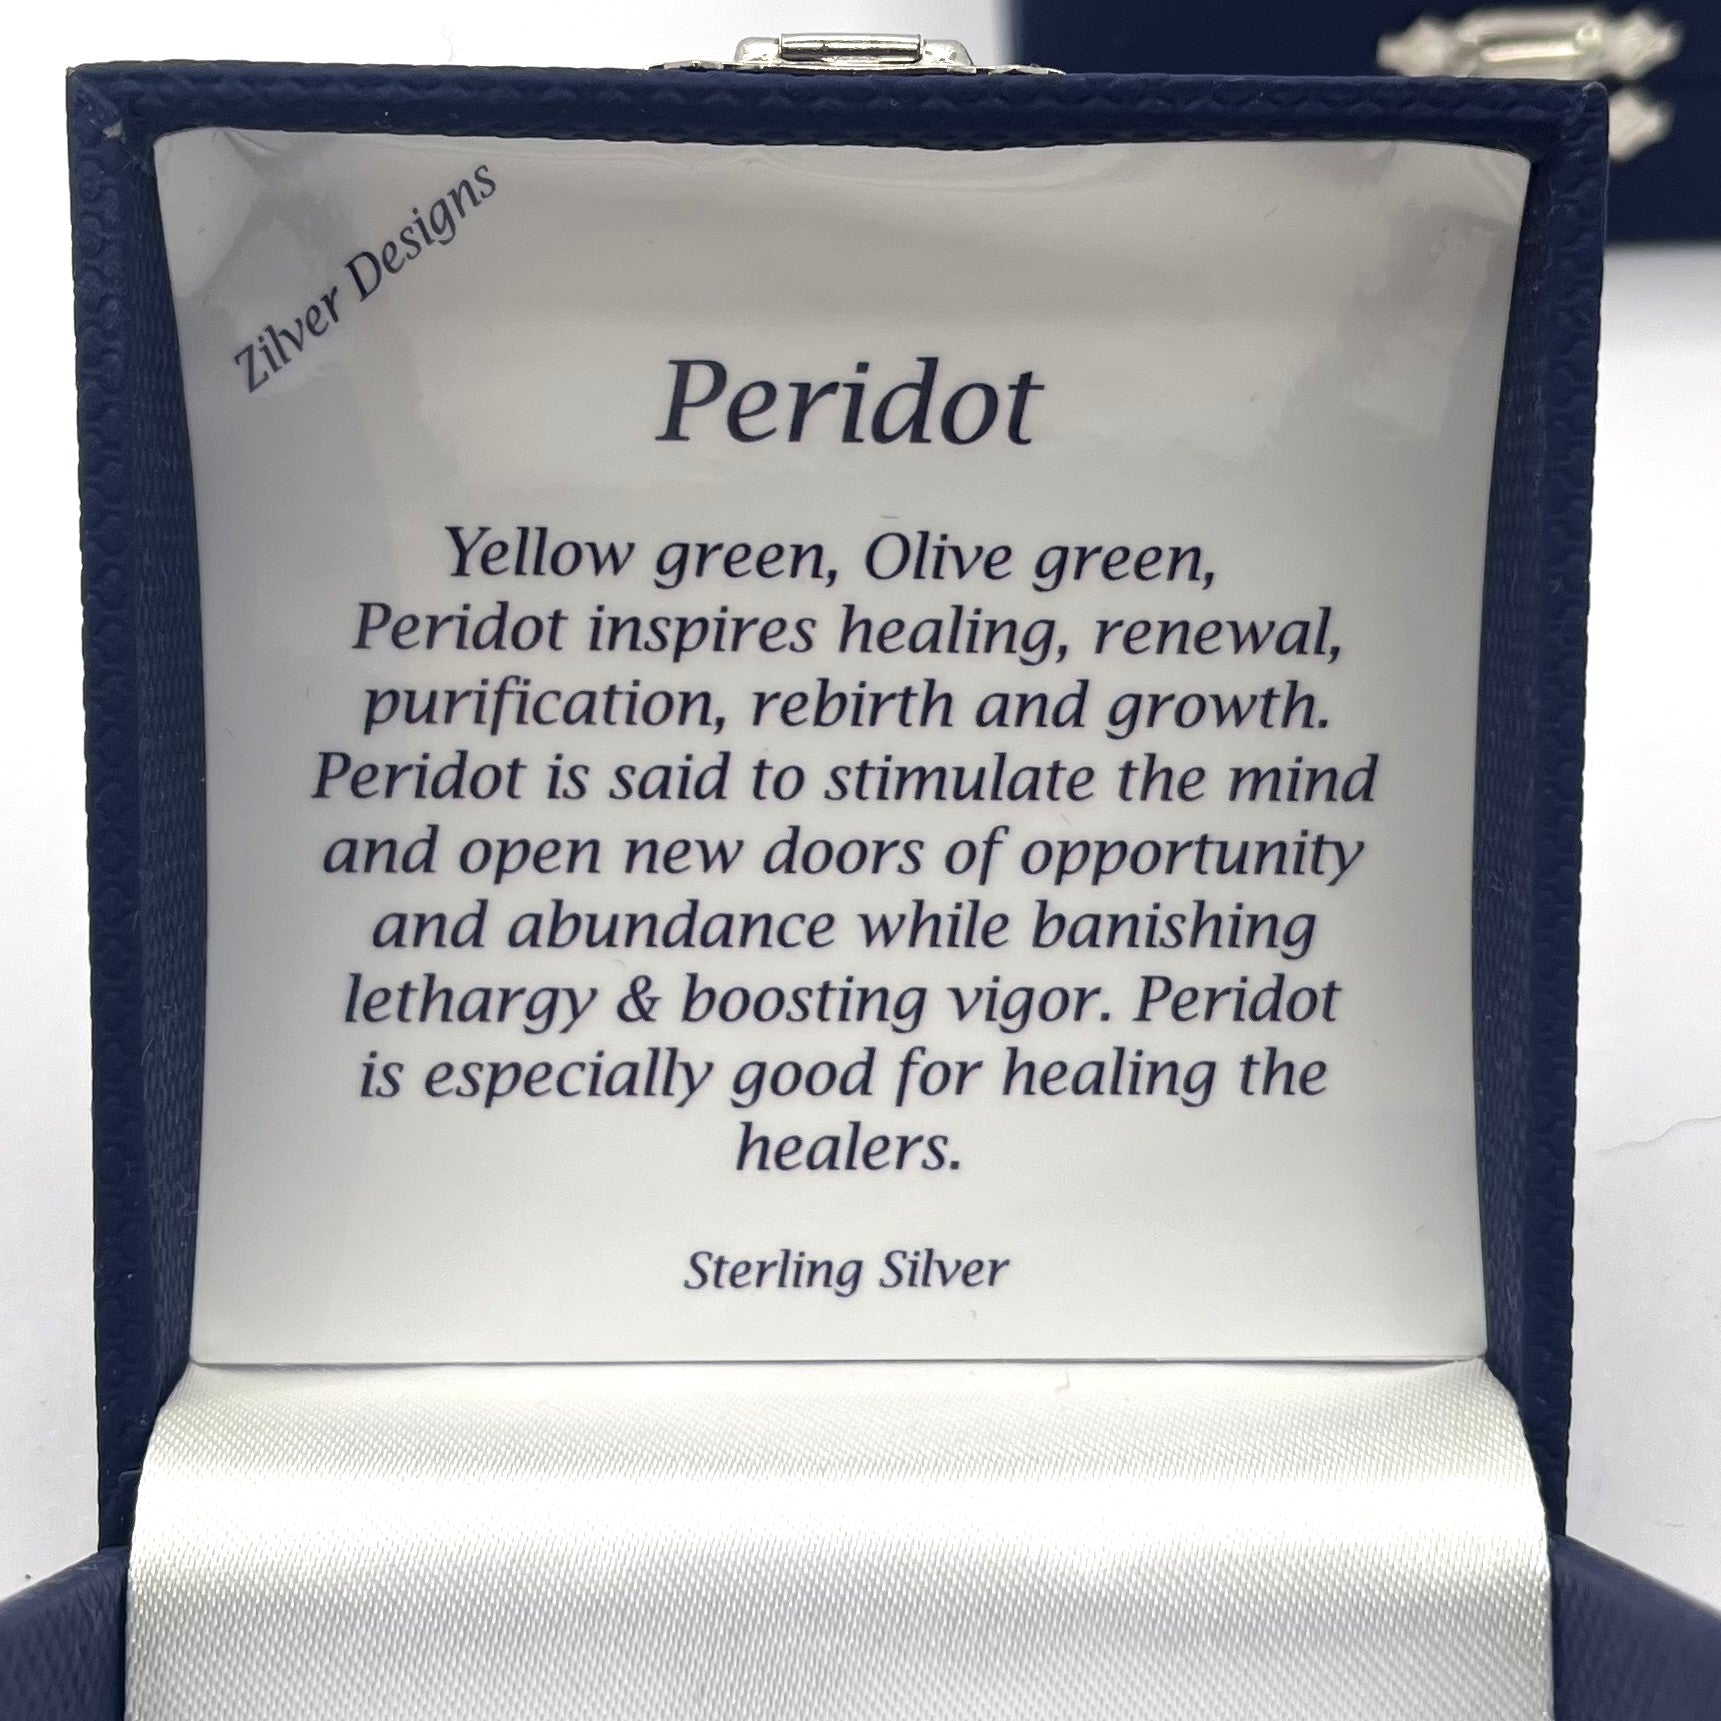 Zilver Designs
Peridot
Yellow green, Olive green,
Peridot inspires healing, renewal,
purification, rebirth and growth.
Peridot is said to stimulate the mind
and open new doors of opportunity
and abundance while banishing
lethargy & boosting vigor. Peridot
is especially good for healing the
healers.
Sterling Silver